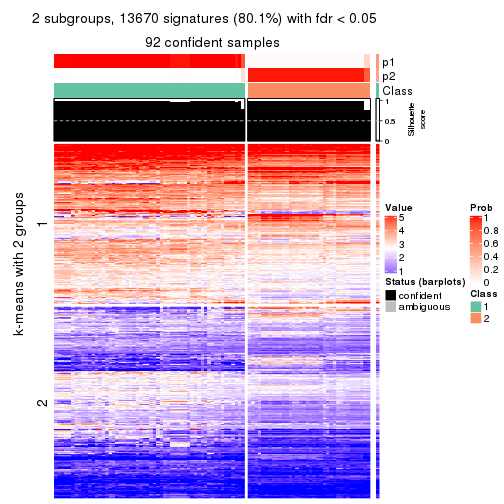 2 subgroups, 13670 signatures (80.1%) with fdr < 0.05
92 confident samples
p1
p2
Class
1
0.5
0
Silhouette
score
k-means with 2 groups
1
2
Value
5
4
3
2
1
Prob
1
0.8
0.6
0.4
0.2
0
Status (barplots)
confident
ambiguous
Class
1
2